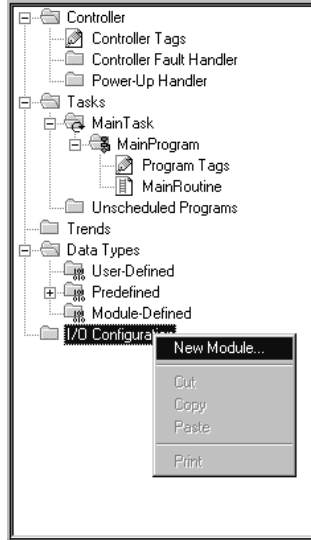 Controller
Controller Tags
Controller Fault Handler
Power-Up Handler
Tasks
MainTask
MainProgram
Program Tags
MainRoutine
Unscheduled Programs
Trends
Data Types
User-Defined
Predefined
Module-Defined
I/O Configuration
New Module...
Cut
Copy
Paste
Print